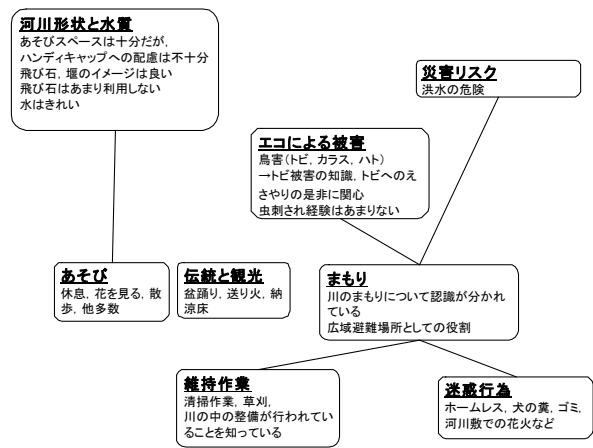 河川形状と水質
あそびスペースは十分だが,
ハンディキャップへの配慮は不十分
飛び石, 堰のイメージは良い
飛び石はあまり利用しない
水はきれい
災害リスク
洪水の危険
エコによる被害
鳥害(トビ, カラス, ハト)
→トビ被害の知識, トビへのえ
さやりの是非に関心
虫刺され経験はあまりない
あそび
休息, 花を見る, 散
歩, 他多数
伝統と観光
盆踊り, 送り火, 納
涼床
まもり
川のまもりについて認識が分かれ
ている
広域避難場所としての役割
維持作業
清掃作業, 草刈,
川の中の整備が行われてい
ることを知っている
迷惑行為
ホームレス, 犬の糞, ゴミ,
河川敷での花火など